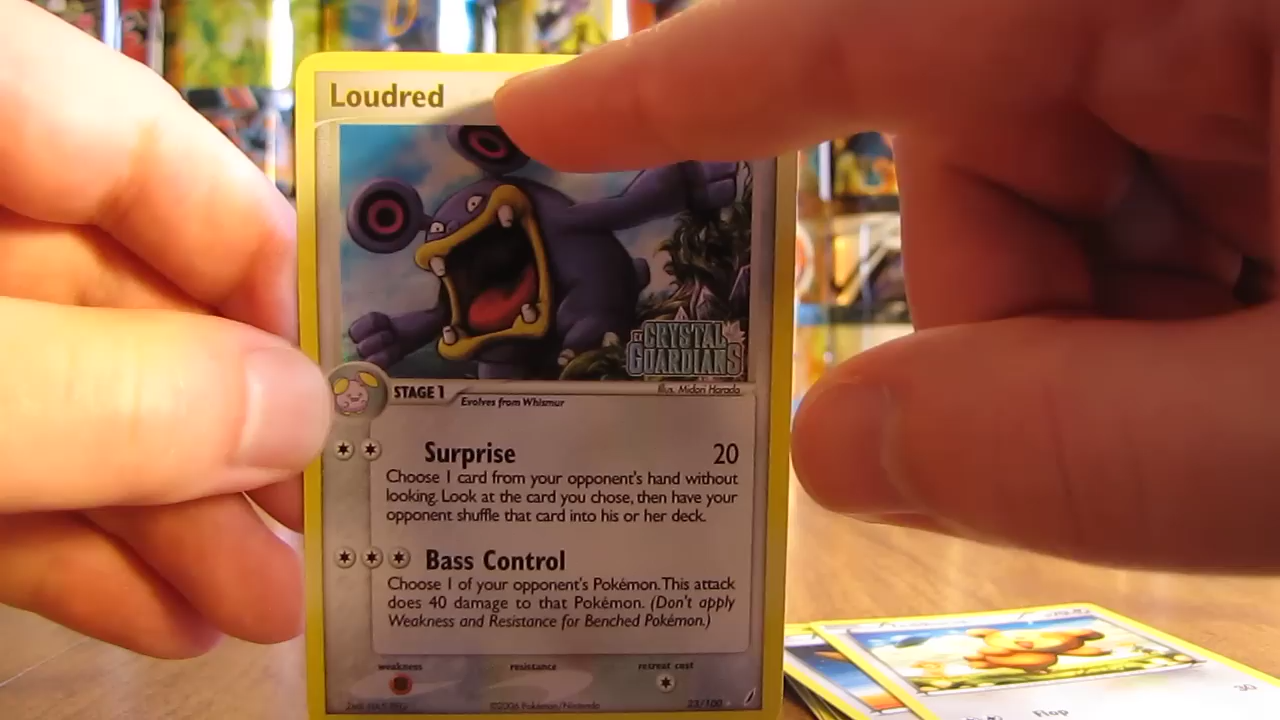 Loudred
EX CRYSTAL
GUARDIANS
STAGE 1
Illus. Midori Harada
Evolves from Whismur
Surprise 20
Choose 1 card from your opponent's hand without
looking. Look at the card you chose, then have your
opponent shuffle that card into his or her deck.
Bass Control
Choose 1 of your opponent's Pokémon. This attack
does 40 damage to that Pokémon. (Don't apply
Weakness and Resistance for Benched Pokémon.)
weakness resistance retreat cost
©2006 Pokémon/Nintendo
Flop 30